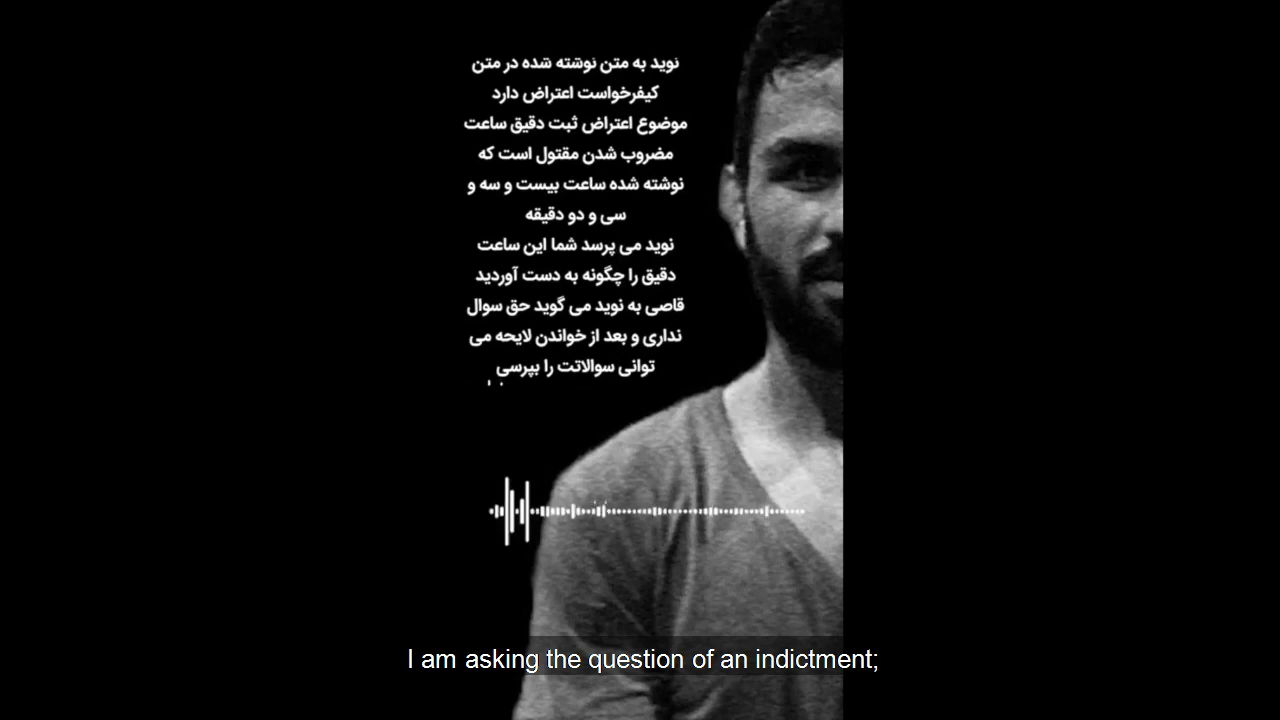 نوید به متن نوشته شده در متن
کیفرخواست اعتراض دارد
موضوع اعتراض ثبت دقیق ساعت
مضروب شدن مقتول است که
نوشته شده ساعت بیست و سه و
سی و دو دقیقه
نوید می پرسد شما این ساعت
دقیق را چگونه به دست آوردید
قاصی به نوید می گوید حق سوال
نداری و بعد از خواندن لایحه می
توانی سوالاتت را بپرسی
I am asking the question of an indictment;